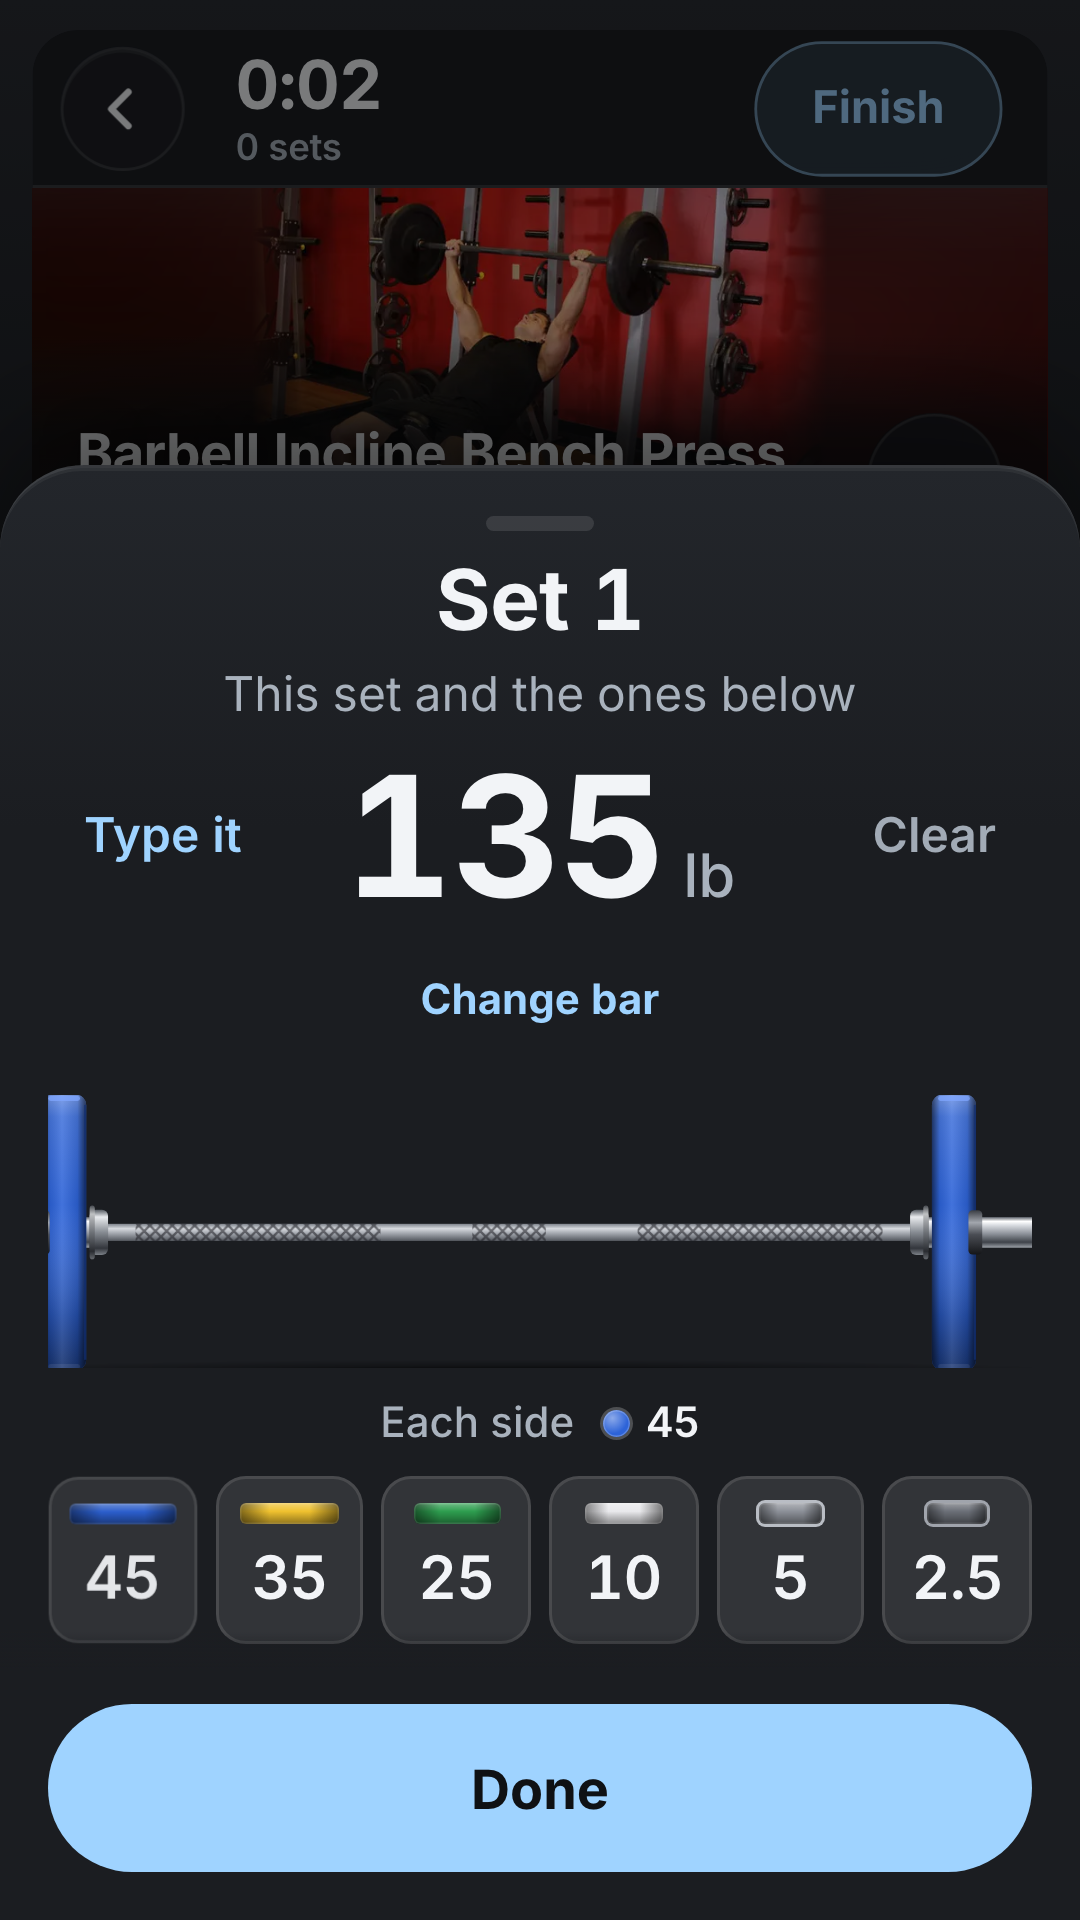 0:02
0 sets
Finish
Barbell Incline Bench Press
Set 1
This set and the ones below
Type it
135 lb
Clear
Change bar
Each side 45
45 35 25 10 5 2.5
Done